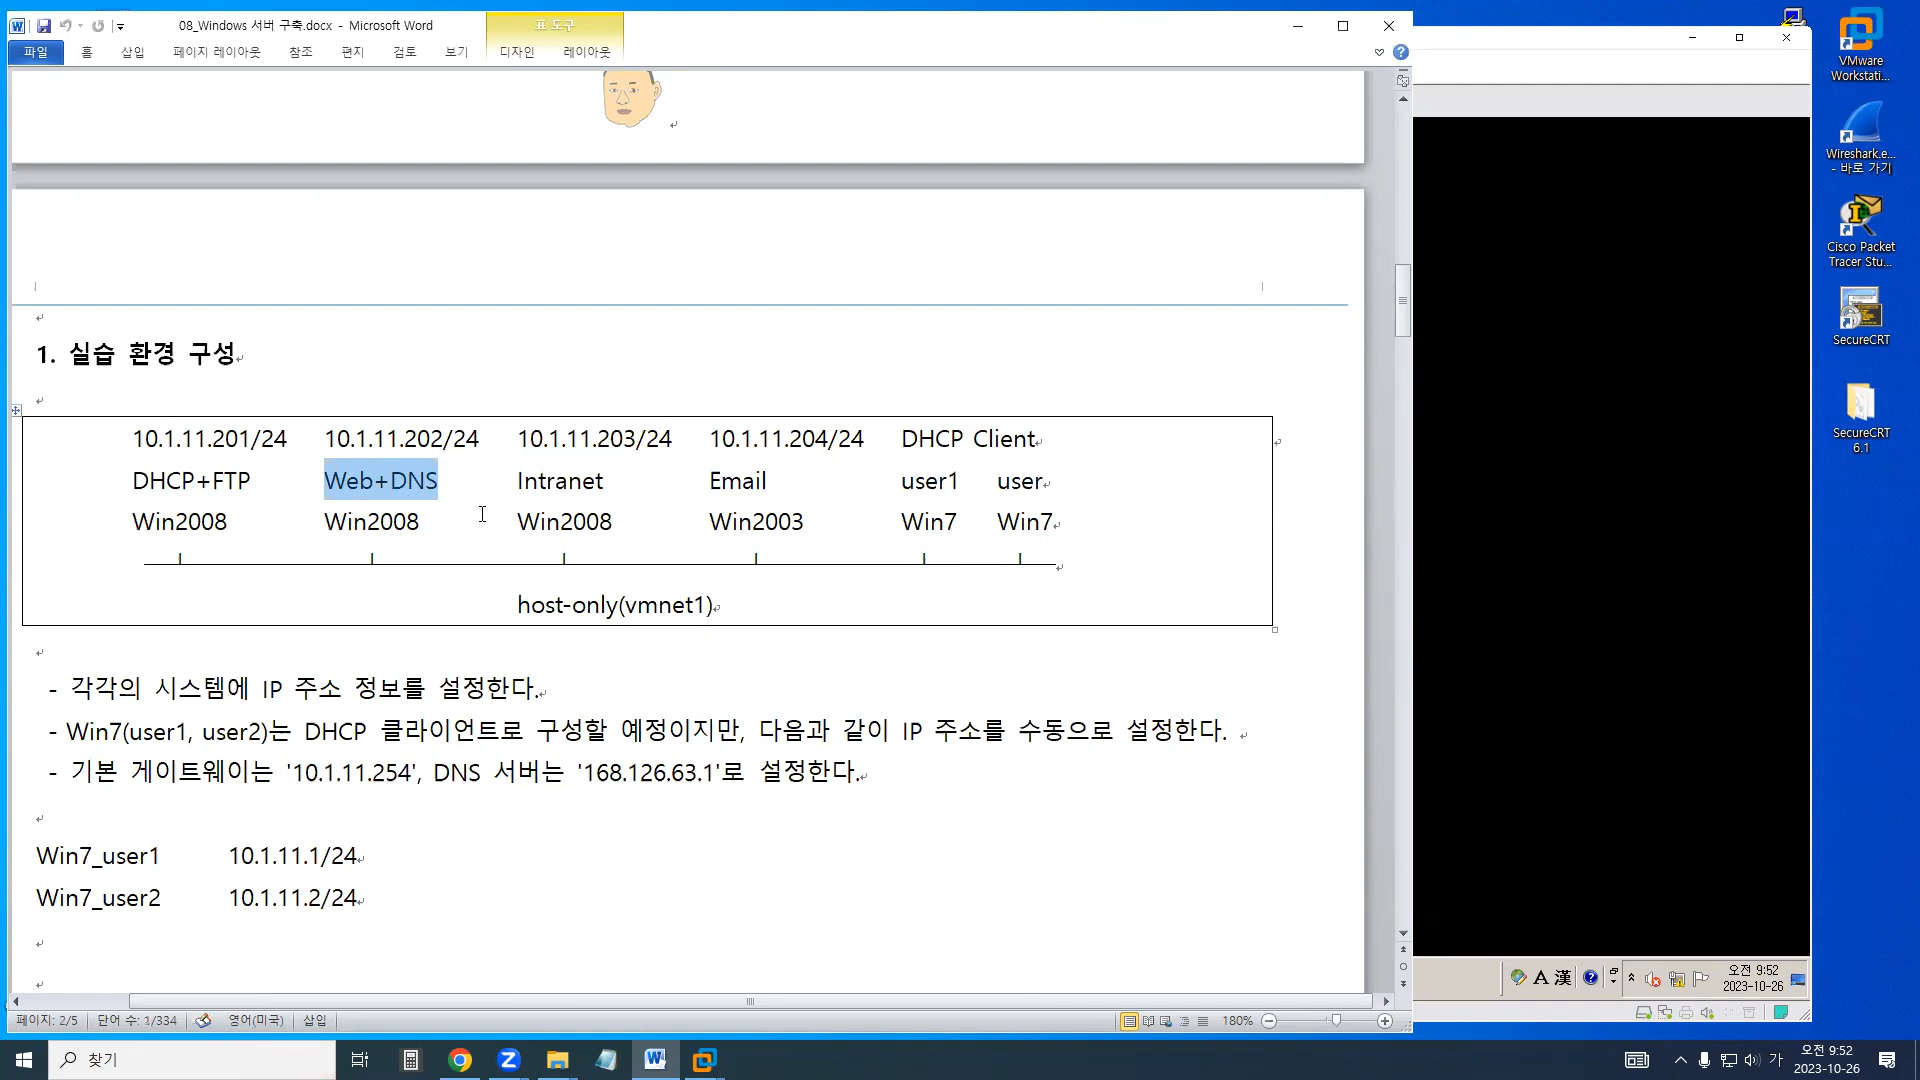 08_Windows 서버 구축.docx - Microsoft Word
표 도구
파일 홈 삽입 페이지 레이아웃 참조 편지 검토 보기 디자인 레이아웃
1. 실습 환경 구성
10.1.11.201/24 10.1.11.202/24 10.1.11.203/24 10.1.11.204/24 DHCP Client
DHCP+FTP Web+DNS Intranet Email user1 user
Win2008 Win2008 Win2008 Win2003 Win7 Win7
host-only(vmnet1)
- 각각의 시스템에 IP 주소 정보를 설정한다.
- Win7(user1, user2)는 DHCP 클라이언트로 구성할 예정이지만, 다음과 같이 IP 주소를 수동으로 설정한다.
- 기본 게이트웨이는 '10.1.11.254', DNS 서버는 '168.126.63.1'로 설정한다.
Win7_user1 10.1.11.1/24
Win7_user2 10.1.11.2/24
페이지: 2/5 단어 수: 1/334 영어(미국) 삽입 180%
A 漢
오전 9:52
2023-10-26
VMware
Workstati...
Wireshark.e...
- 바로 가기
Cisco Packet
Tracer Stu...
SecureCRT
SecureCRT
6.1
찾기
가
오전 9:52
2023-10-26